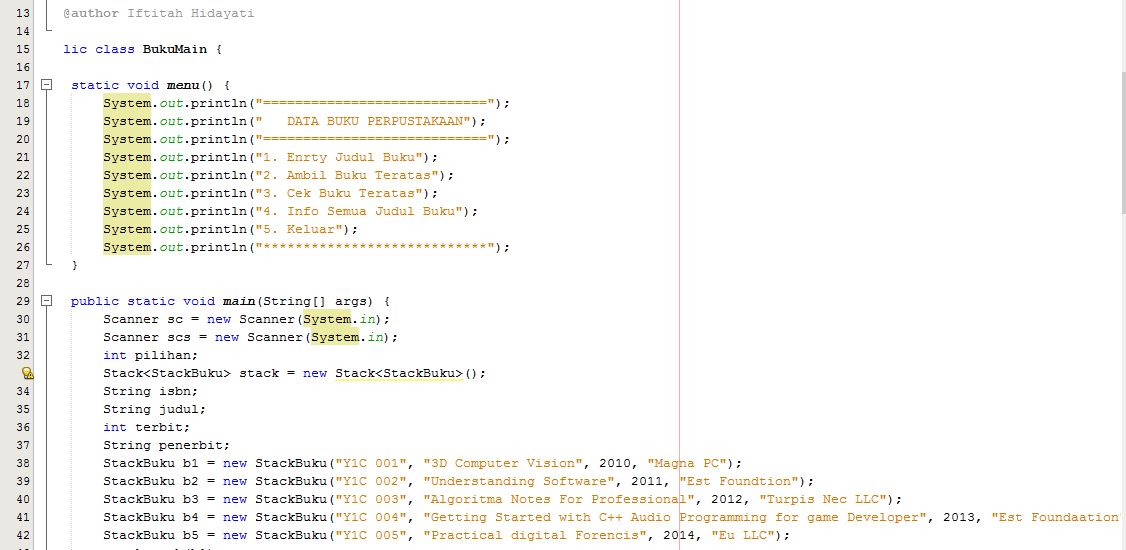 13 @author Iftitah Hidayati
14
15 lic class BukuMain {
16
17 static void menu() {
18 System.out.println("============================");
19 System.out.println("   DATA BUKU PERPUSTAKAAN");
20 System.out.println("============================");
21 System.out.println("1. Enrty Judul Buku");
22 System.out.println("2. Ambil Buku Teratas");
23 System.out.println("3. Cek Buku Teratas");
24 System.out.println("4. Info Semua Judul Buku");
25 System.out.println("5. Keluar");
26 System.out.println("****************************");
27 }
28
29 public static void main(String[] args) {
30 Scanner sc = new Scanner(System.in);
31 Scanner scs = new Scanner(System.in);
32 int pilihan;
Stack<StackBuku> stack = new Stack<StackBuku>();
34 String isbn;
35 String judul;
36 int terbit;
37 String penerbit;
38 StackBuku b1 = new StackBuku("Y1C 001", "3D Computer Vision", 2010, "Magna PC");
39 StackBuku b2 = new StackBuku("Y1C 002", "Understanding Software", 2011, "Est Foundtion");
40 StackBuku b3 = new StackBuku("Y1C 003", "Algoritma Notes For Professional", 2012, "Turpis Nec LLC");
41 StackBuku b4 = new StackBuku("Y1C 004", "Getting Started with C++ Audio Programming for game Developer", 2013, "Est Foundaation"
42 StackBuku b5 = new StackBuku("Y1C 005", "Practical digital Forencis", 2014, "Eu LLC");